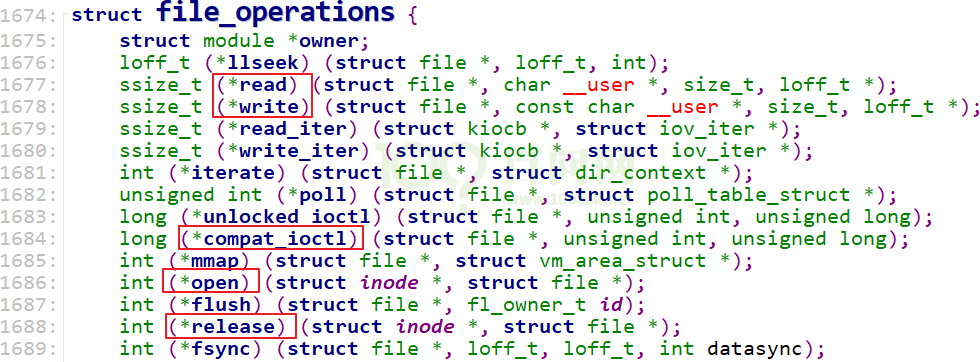 1674: struct file_operations {
1675: struct module *owner;
1676: loff_t (*llseek) (struct file *, loff_t, int);
1677: ssize_t (*read) (struct file *, char __user *, size_t, loff_t *);
1678: ssize_t (*write) (struct file *, const char __user *, size_t, loff_t *);
1679: ssize_t (*read_iter) (struct kiocb *, struct iov_iter *);
1680: ssize_t (*write_iter) (struct kiocb *, struct iov_iter *);
1681: int (*iterate) (struct file *, struct dir_context *);
1682: unsigned int (*poll) (struct file *, struct poll_table_struct *);
1683: long (*unlocked_ioctl) (struct file *, unsigned int, unsigned long);
1684: long (*compat_ioctl) (struct file *, unsigned int, unsigned long);
1685: int (*mmap) (struct file *, struct vm_area_struct *);
1686: int (*open) (struct inode *, struct file *);
1687: int (*flush) (struct file *, fl_owner_t id);
1688: int (*release) (struct inode *, struct file *);
1689: int (*fsync) (struct file *, loff_t, loff_t, int datasync);